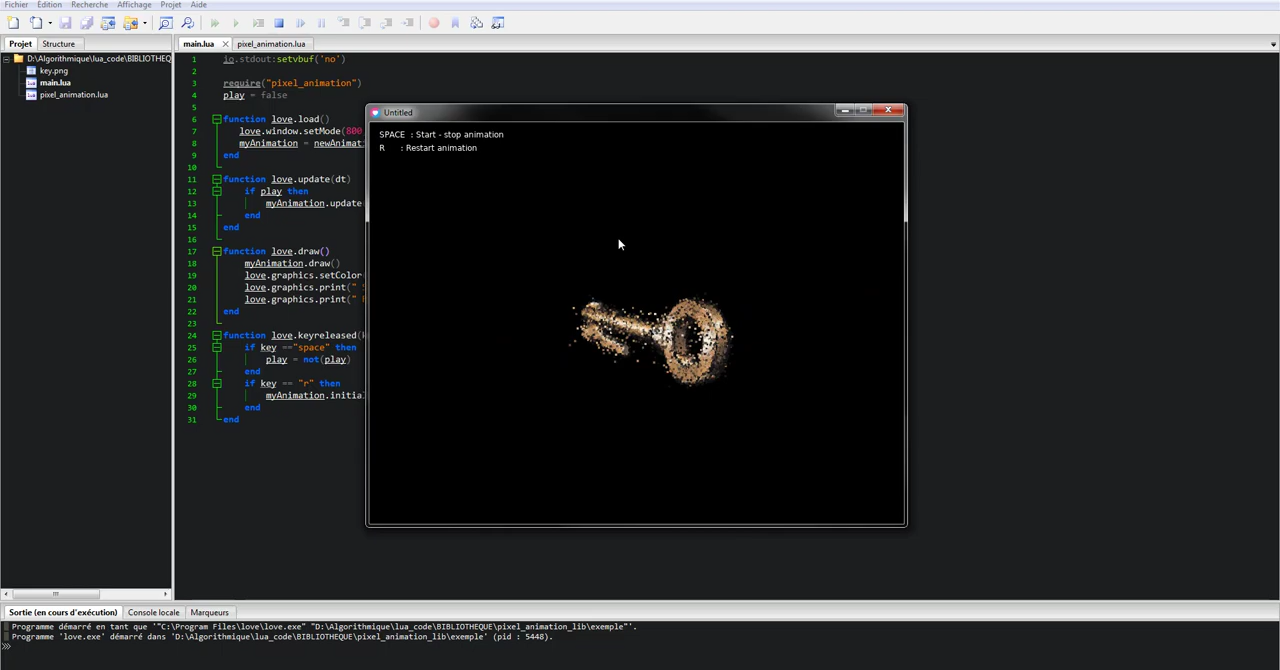 Fichier Édition Recherche Affichage Projet Aide
Projet Structure
main.lua pixel_animation.lua
D:\Algorithmique\lua_code\BIBLIOTHEQ
key.png
main.lua
pixel_animation.lua
1 io.stdout:setvbuf('no')
2
3 require("pixel_animation")
4 play = false
5
6 function love.load()
7 love.window.setMode(800
8 myAnimation = newAnimat
9 end
10
11 function love.update(dt)
12 if play then
13 myAnimation.update
14 end
15 end
16
17 function love.draw()
18 myAnimation.draw()
19 love.graphics.setColor
20 love.graphics.print("
21 love.graphics.print("
22 end
23
24 function love.keyreleased(
25 if key =="space" then
26 play = not(play)
27 end
28 if key == "r" then
29 myAnimation.initial
30 end
31 end
Untitled
SPACE : Start - stop animation
R : Restart animation
Sortie (en cours d'exécution) Console locale Marqueurs
Programme démarré en tant que '"C:\Program Files\love\love.exe" "D:\Algorithmique\lua_code\BIBLIOTHEQUE\pixel_animation_lib\exemple"'.
Programme 'love.exe' démarré dans 'D:\Algorithmique\lua_code\BIBLIOTHEQUE\pixel_animation_lib\exemple' (pid : 5448).